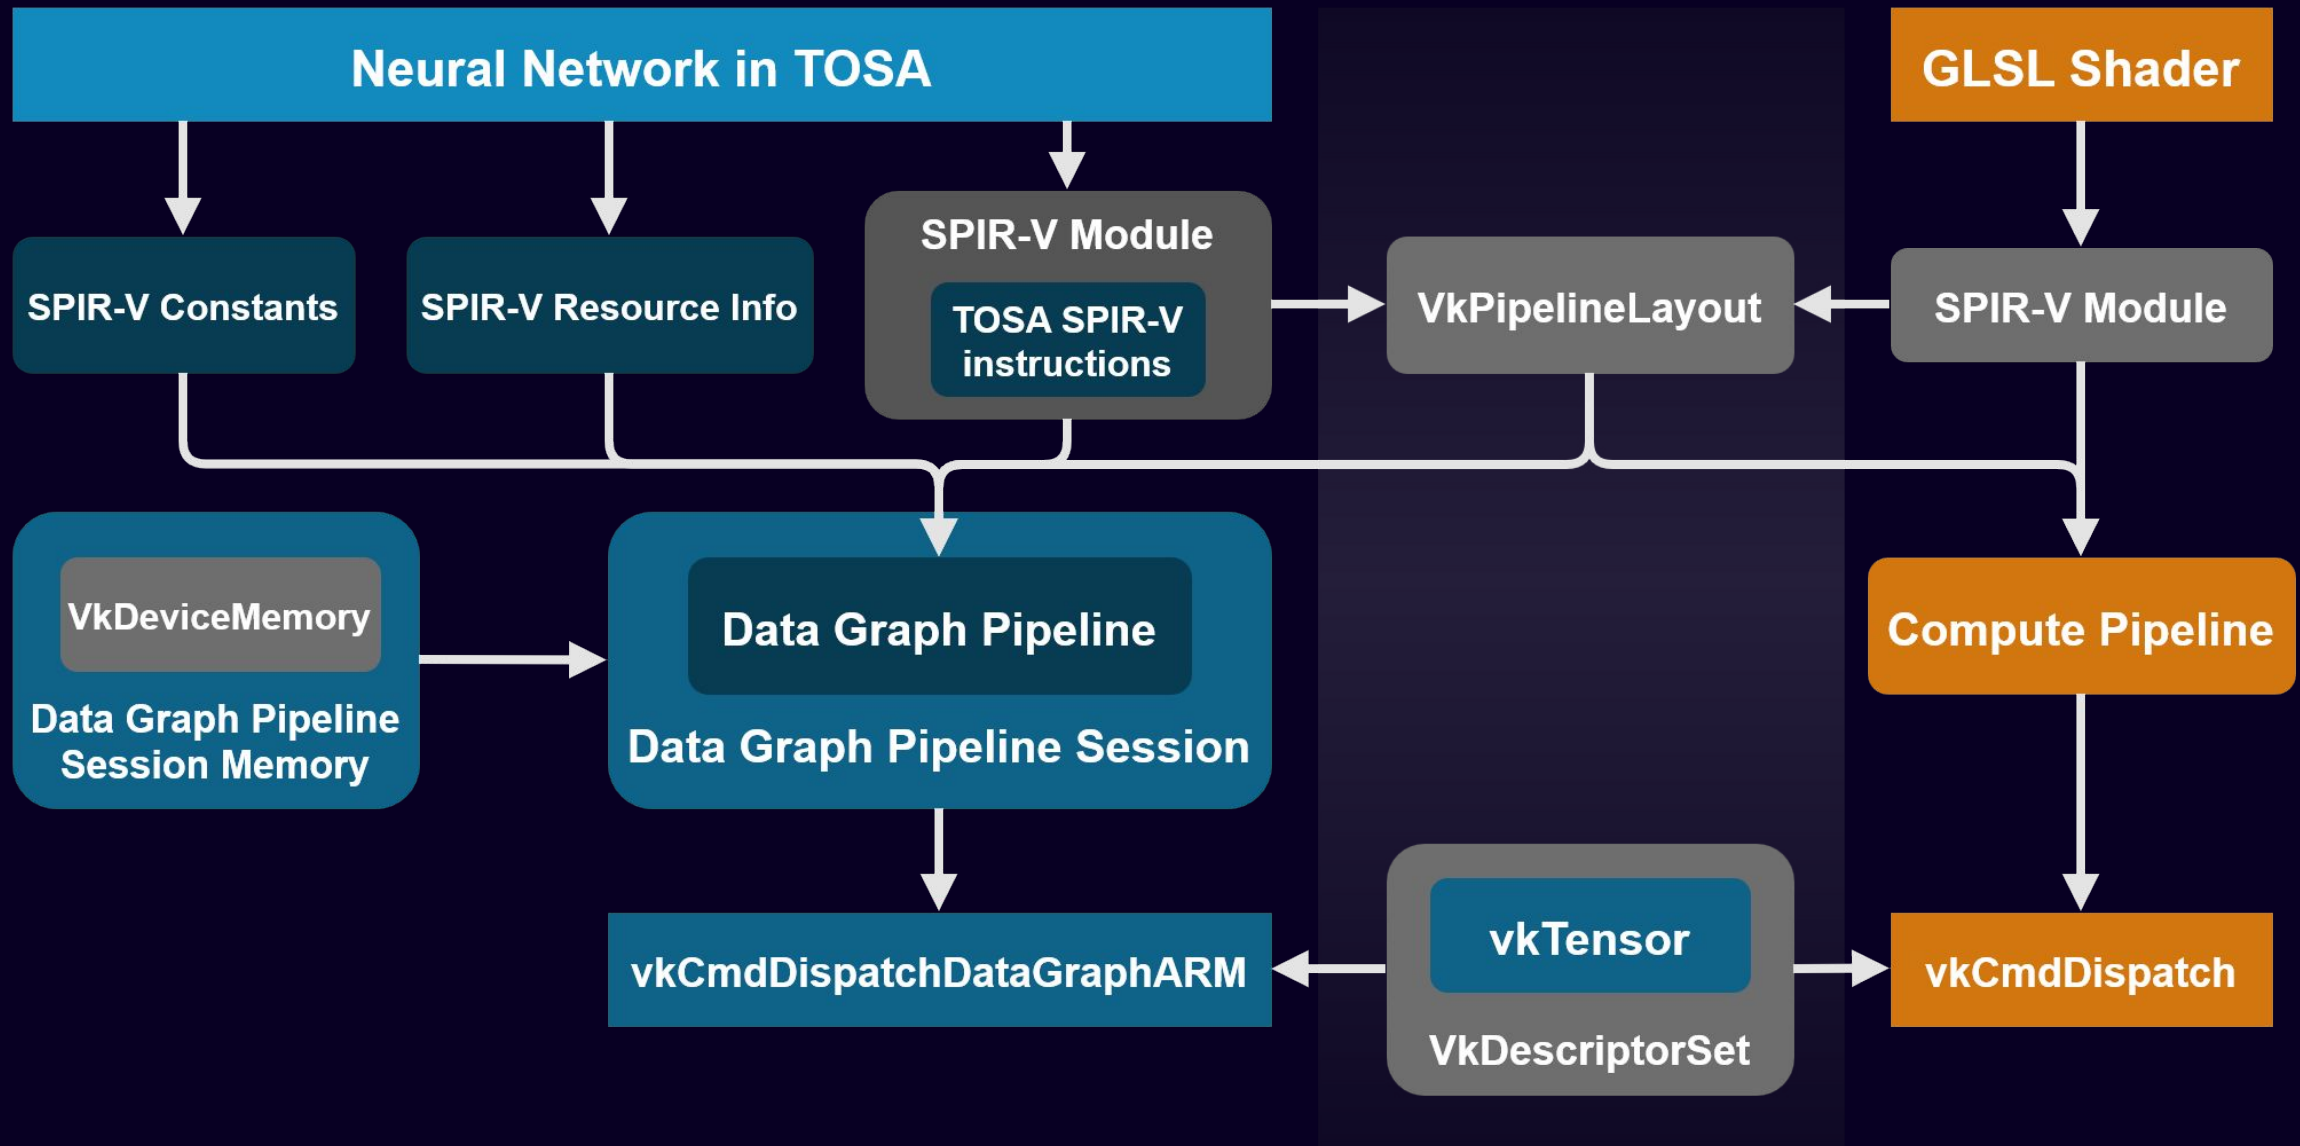 Neural Network in TOSA
GLSL Shader
SPIR-V Constants
SPIR-V Resource Info
SPIR-V Module
TOSA SPIR-V
instructions
VkPipelineLayout
SPIR-V Module
VkDeviceMemory
Data Graph Pipeline
Session Memory
Data Graph Pipeline
Data Graph Pipeline Session
Compute Pipeline
vkCmdDispatchDataGraphARM
vkTensor
VkDescriptorSet
vkCmdDispatch